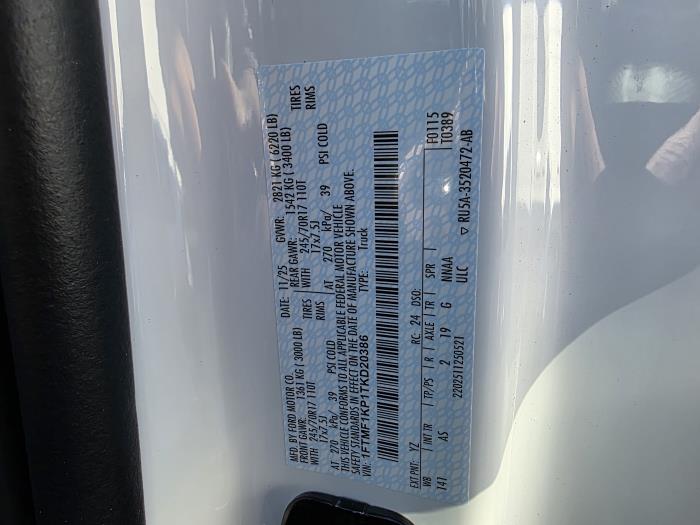 MFD. BY FORD MOTOR CO.
DATE: 11/25 GVWR: 2821 KG ( 6220 LB)
FRONT GAWR: 1361 KG ( 3000 LB) REAR GAWR: 1542 KG ( 3400 LB)
WITH 245/70R17 110T TIRES WITH 245/70R17 110T TIRES
17x7.5J RIMS 17x7.5J RIMS
AT 270 kPa/ 39 PSI COLD AT 270 kPa/ 39 PSI COLD
THIS VEHICLE CONFORMS TO ALL APPLICABLE FEDERAL MOTOR VEHICLE
SAFETY STANDARDS IN EFFECT ON THE DATE OF MANUFACTURE SHOWN ABOVE.
VIN: 1FTMF1KP1TKD20386 TYPE: Truck
F0115
T0389
EXT PNT: YZ RC: 24 DSO:
WB INT TR TP/PS R AXLE TR SPR
141 AS 2 19 G NNAA
2202511250521 ULC ▽ RU5A-3520472-AB